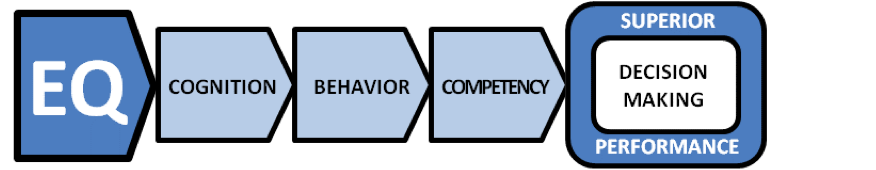 EQ
COGNITION
BEHAVIOR
COMPETENCY
SUPERIOR
DECISION
MAKING
PERFORMANCE